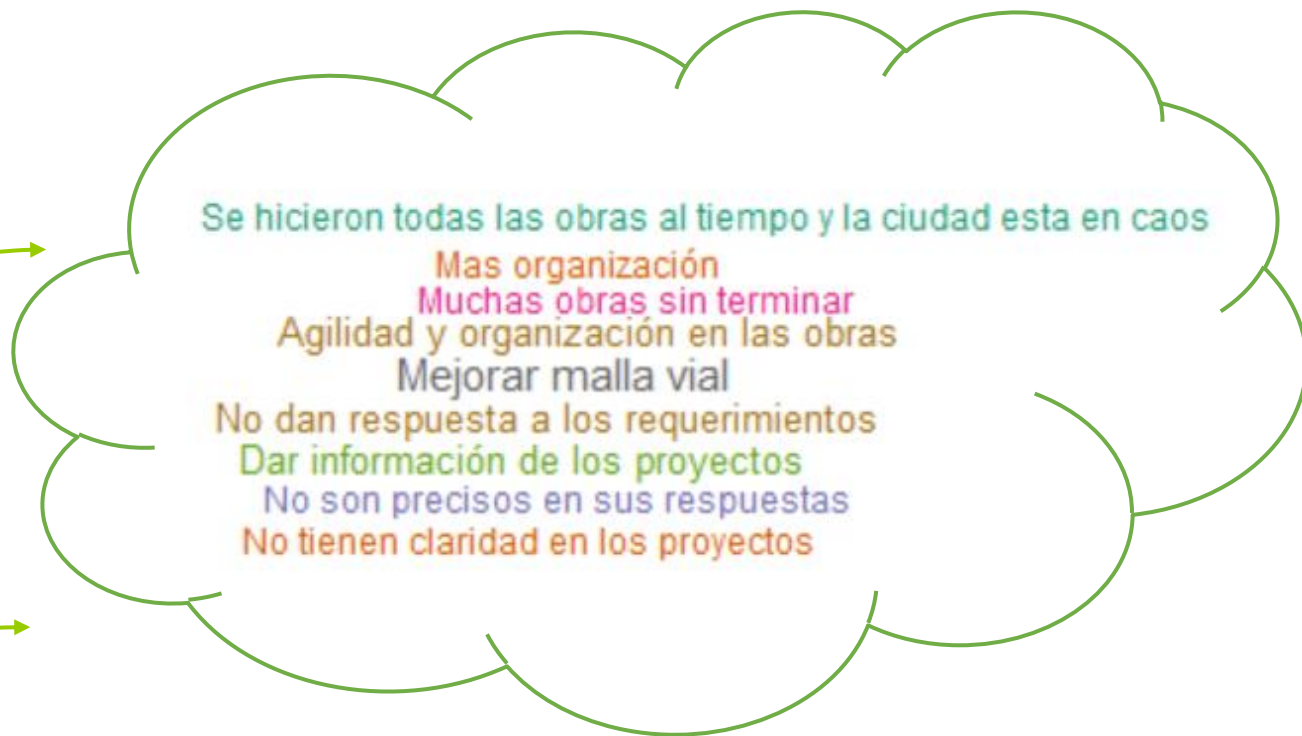 Se hicieron todas las obras al tiempo y la ciudad esta en caos
Mas organización
Muchas obras sin terminar
Agilidad y organización en las obras
Mejorar malla vial
No dan respuesta a los requerimientos
Dar información de los proyectos
No son precisos en sus respuestas
No tienen claridad en los proyectos